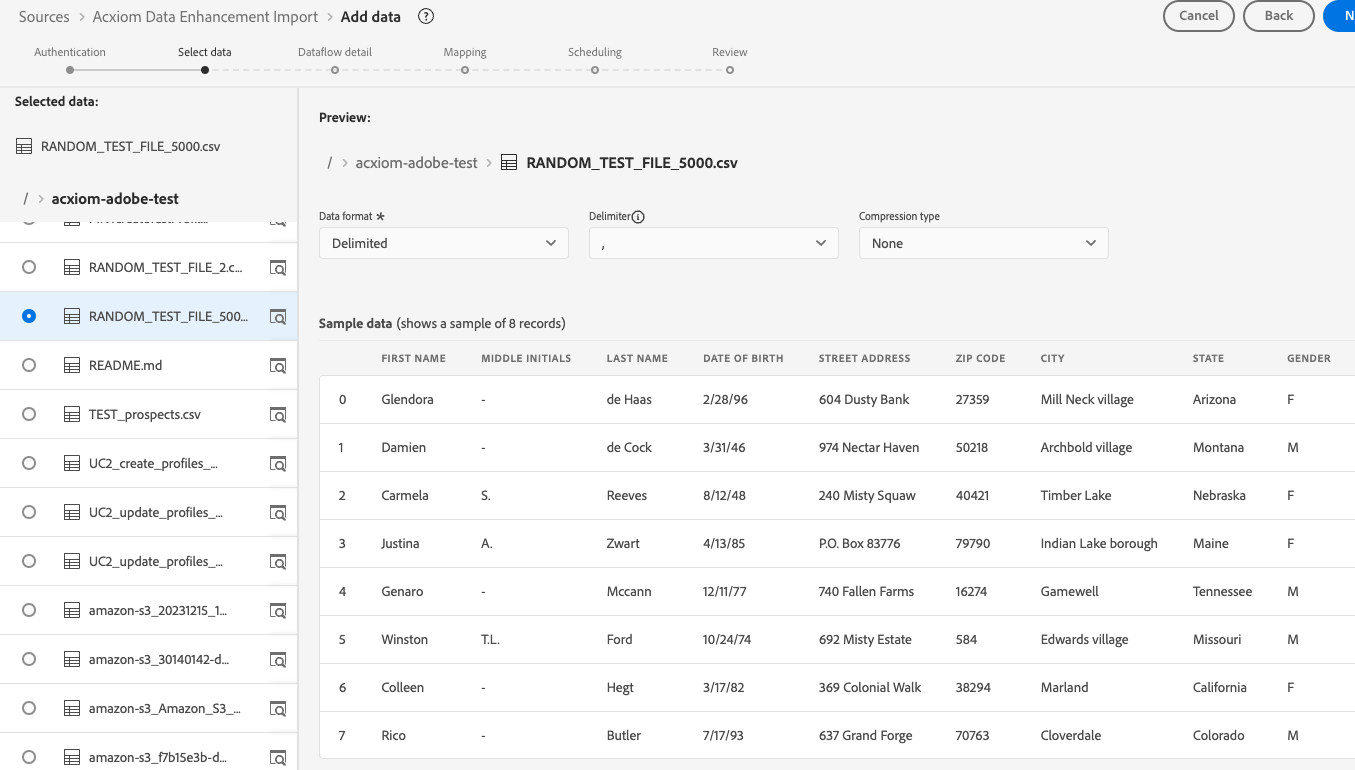 Sources > Acxiom Data Enhancement Import > Add data ?
Cancel Back N
Authentication Select data Dataflow detail Mapping Scheduling Review
Selected data:
RANDOM_TEST_FILE_5000.csv
/ > acxiom-adobe-test
RANDOM_TEST_FILE_2.c...
RANDOM_TEST_FILE_500...
README.md
TEST_prospects.csv
UC2_create_profiles_...
UC2_update_profiles_...
UC2_update_profiles_...
amazon-s3_20231215_1...
amazon-s3_30140142-d...
amazon-s3_Amazon_S3_...
amazon-s3_f7b15e3b-d...
Preview:
/ > acxiom-adobe-test > RANDOM_TEST_FILE_5000.csv
Data format * Delimiter Compression type
Delimited , None
Sample data (shows a sample of 8 records)
FIRST NAME MIDDLE INITIALS LAST NAME DATE OF BIRTH STREET ADDRESS ZIP CODE CITY STATE GENDER
0 Glendora - de Haas 2/28/96 604 Dusty Bank 27359 Mill Neck village Arizona F
1 Damien - de Cock 3/31/46 974 Nectar Haven 50218 Archbold village Montana M
2 Carmela S. Reeves 8/12/48 240 Misty Squaw 40421 Timber Lake Nebraska F
3 Justina A. Zwart 4/13/85 P.O. Box 83776 79790 Indian Lake borough Maine F
4 Genaro - Mccann 12/11/77 740 Fallen Farms 16274 Gamewell Tennessee M
5 Winston T.L. Ford 10/24/74 692 Misty Estate 584 Edwards village Missouri M
6 Colleen - Hegt 3/17/82 369 Colonial Walk 38294 Marland California F
7 Rico - Butler 7/17/93 637 Grand Forge 70763 Cloverdale Colorado M